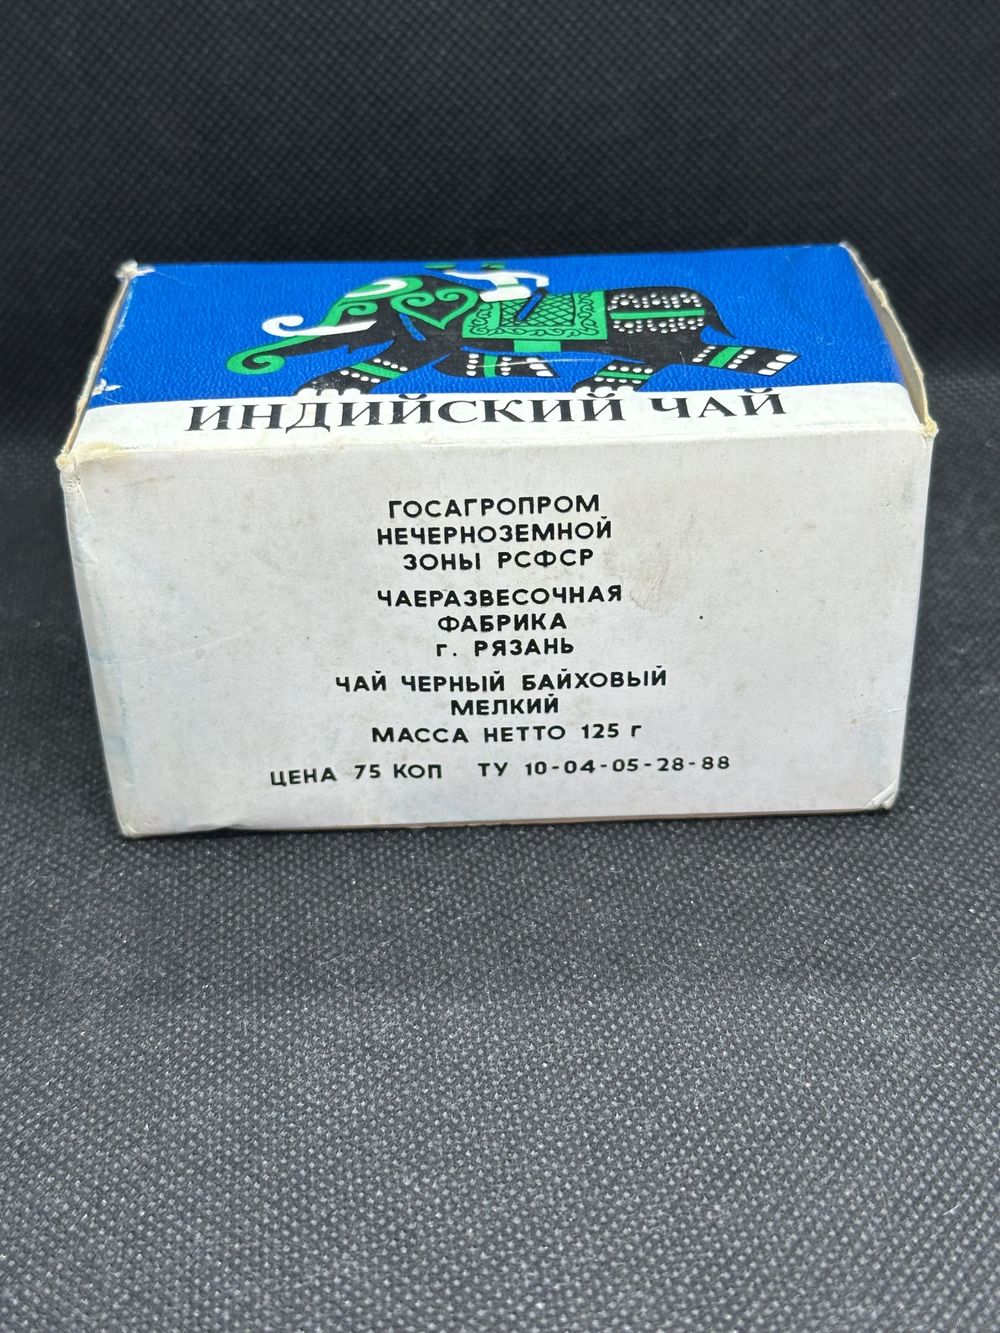 ИНДИЙСКИЙ ЧАЙ
ГОСАГРОПРОМ
НЕЧЕРНОЗЕМНОЙ
ЗОНЫ РСФСР
ЧАЕРАЗВЕСОЧНАЯ
ФАБРИКА
г. РЯЗАНЬ
ЧАЙ ЧЕРНЫЙ БАЙХОВЫЙ
МЕЛКИЙ
МАССА НЕТТО 125 г
ЦЕНА 75 КОП ТУ 10-04-05-28-88